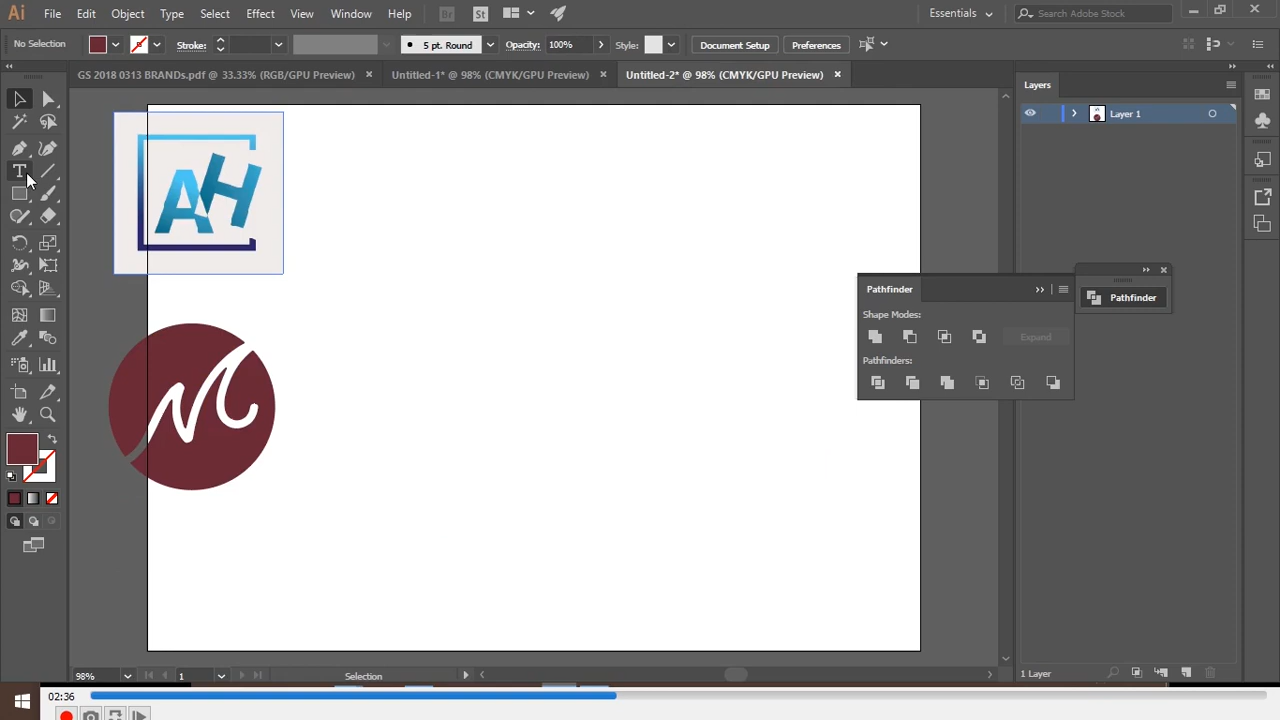 Ai File Edit Object Type Select Effect View Window Help Br St Essentials Search Adobe Stock
No Selection Stroke: 5 pt. Round Opacity: 100% Style: Document Setup Preferences
GS 2018 0313 BRANDs.pdf @ 33.33% (RGB/GPU Preview) Untitled-1* @ 98% (CMYK/GPU Preview) Untitled-2* @ 98% (CMYK/GPU Preview)
Layers
Layer 1
T
AH
Pathfinder
Pathfinder
Shape Modes:
Expand
Pathfinders:
98% 1 Selection 1 Layer
02:36